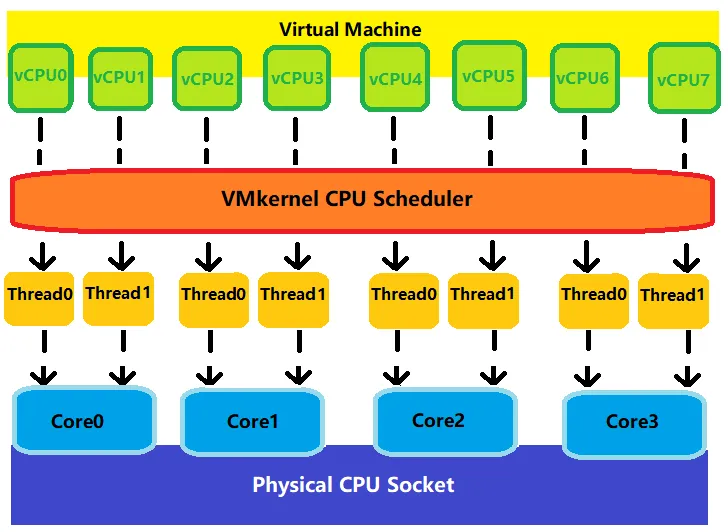 Virtual Machine
vCPU0 vCPU1 vCPU2 vCPU3 vCPU4 vCPU5 vCPU6 vCPU7
VMkernel CPU Scheduler
Thread0 Thread1 Thread0 Thread1 Thread0 Thread1 Thread0 Thread1
Core0 Core1 Core2 Core3
Physical CPU Socket